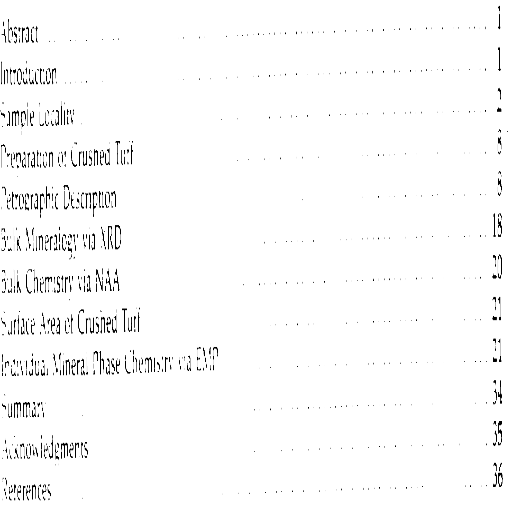 Abstract 1
Introduction 1
Sample Locality 2
Preparation of Crushed Tuff 8
Petrographic Description 8
Bulk Mineralogy via XRD 18
Bulk Chemistry via NAA 20
Surface Area of Crushed Tuff 21
Individual Mineral Phase Chemistry via EMP 21
Summary 34
Acknowledgments 35
References 36